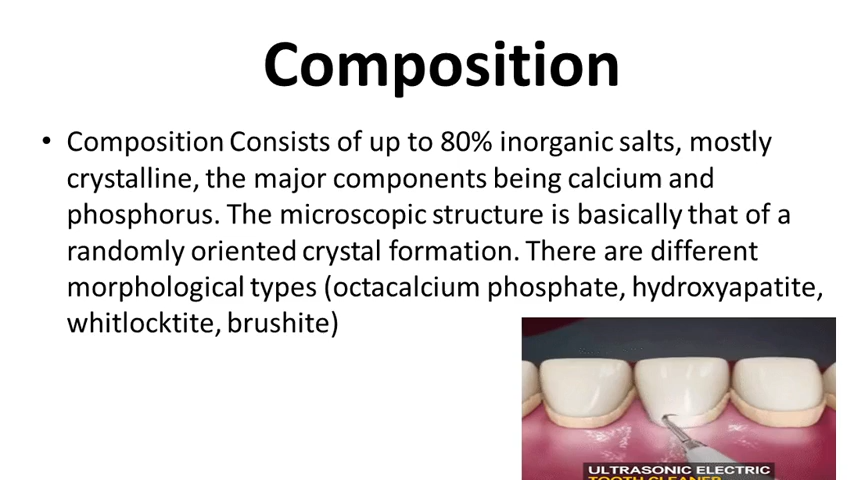 Composition
• Composition Consists of up to 80% inorganic salts, mostly
crystalline, the major components being calcium and
phosphorus. The microscopic structure is basically that of a
randomly oriented crystal formation. There are different
morphological types (octacalcium phosphate, hydroxyapatite,
whitlocktite, brushite)
ULTRASONIC ELECTRIC
TOOTH CLEANER